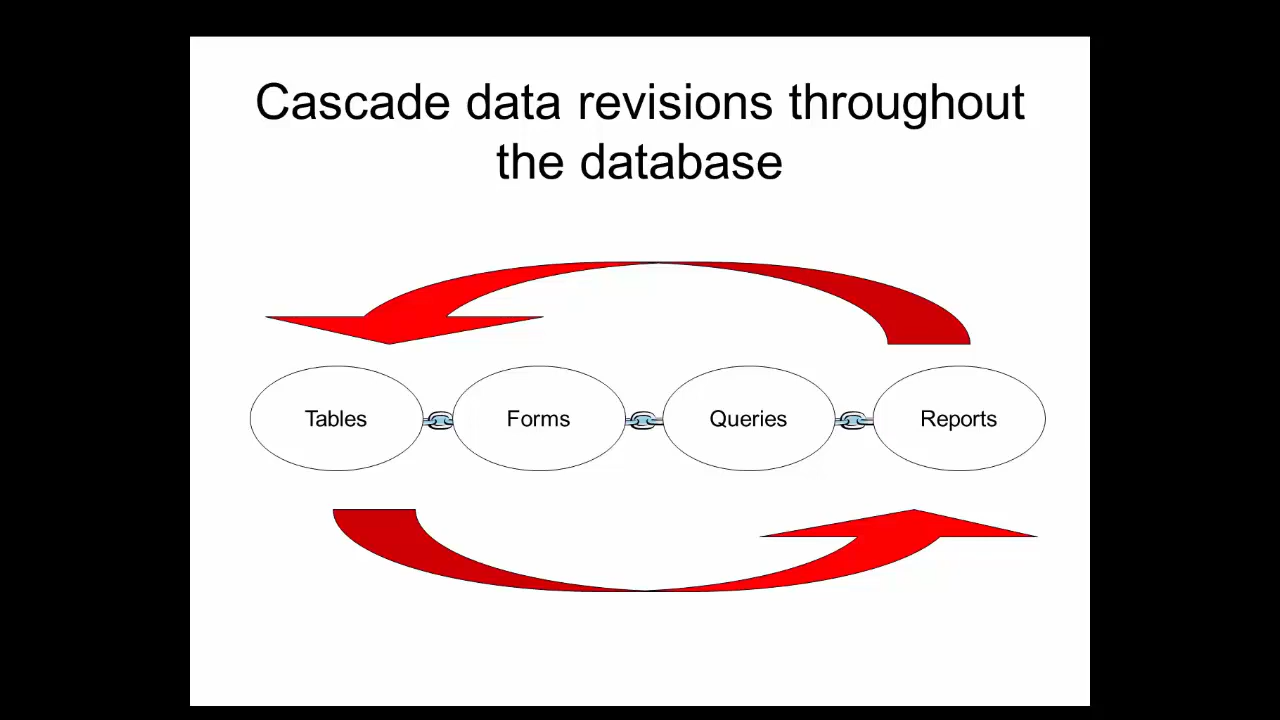 Cascade data revisions throughout
the database
Tables
Forms
Queries
Reports